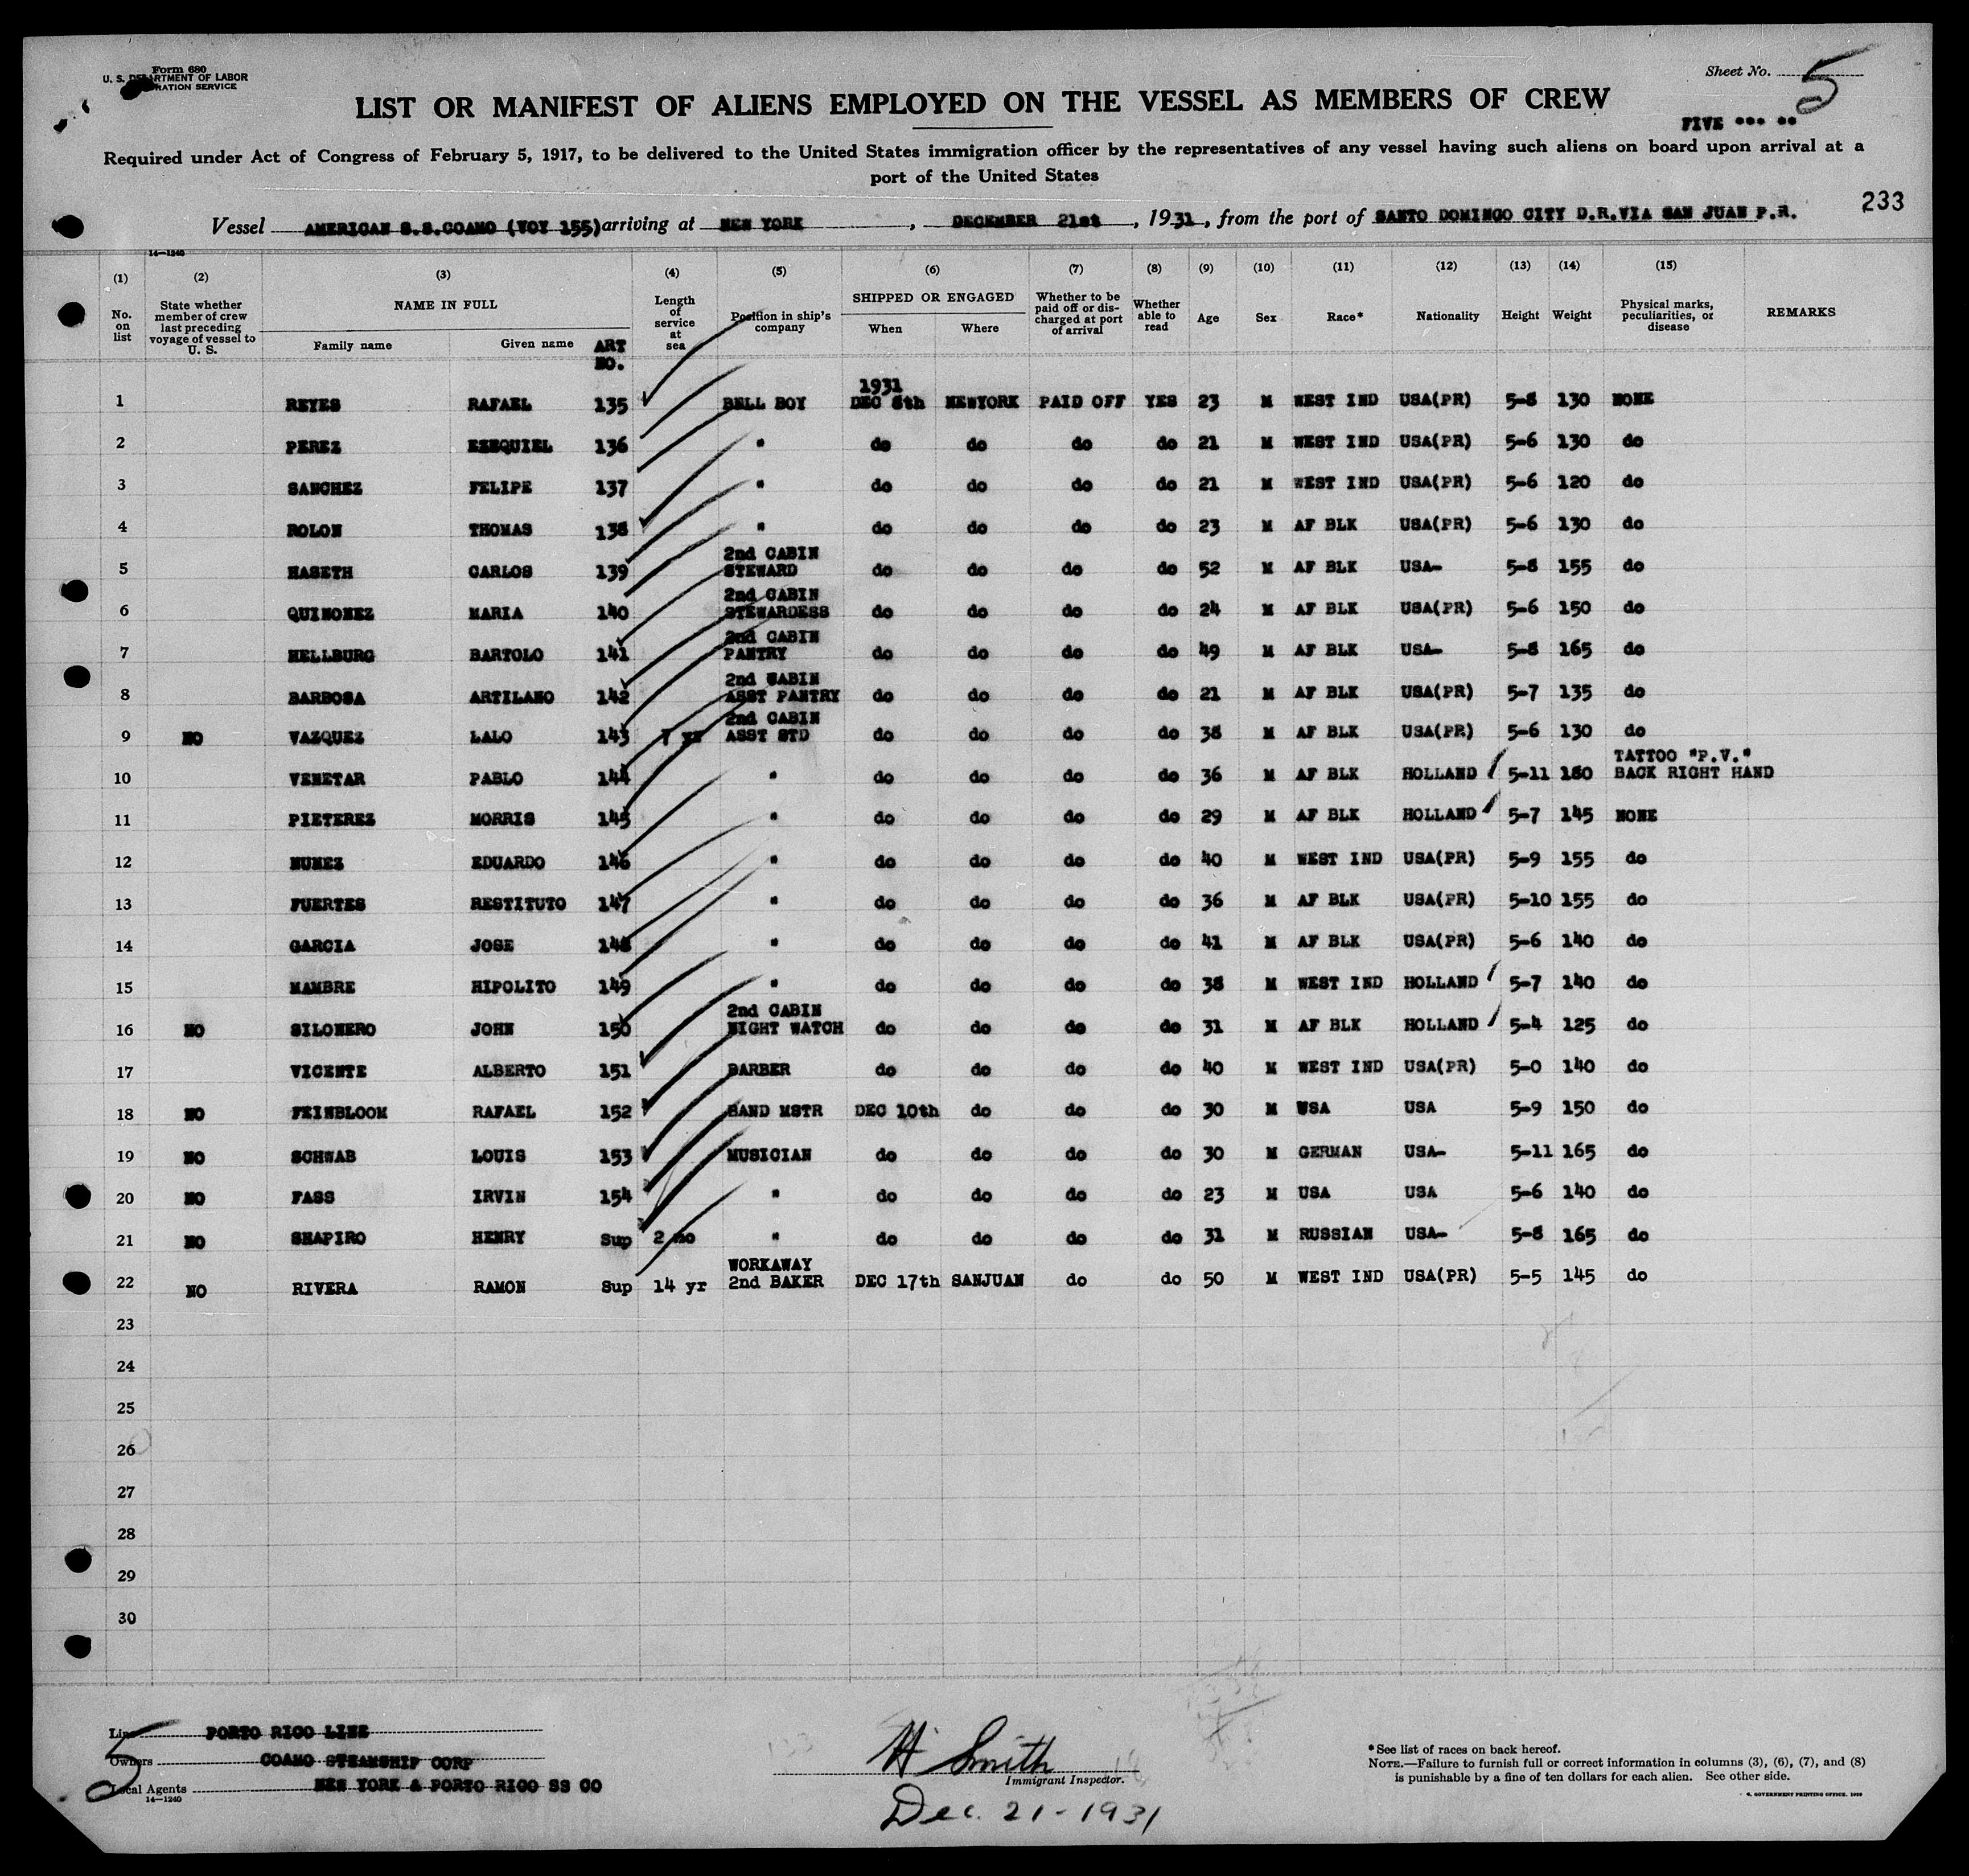 Form 680
U. S. DEPARTMENT OF LABOR
IMMIGRATION SERVICE
Sheet No. 5
LIST OR MANIFEST OF ALIENS EMPLOYED ON THE VESSEL AS MEMBERS OF CREW
FIVE *** **
Required under Act of Congress of February 5, 1917, to be delivered to the United States immigration officer by the representatives of any vessel having such aliens on board upon arrival at a
port of the United States
233
Vessel AMERICAN S.S.COAMO (VOY 155) arriving at NEW YORK, DECEMBER 21st, 1931, from the port of SANTO DOMINGO CITY D.R.VIA SAN JUAN P.R.
14—1240
(1) (2) (3) (4) (5) (6) (7) (8) (9) (10) (11) (12) (13) (14) (15)
No. on list
State whether member of crew last preceding voyage of vessel to U. S.
NAME IN FULL
Family name Given name ART NO.
Length of service at sea
Position in ship's company
SHIPPED OR ENGAGED
When Where
Whether to be paid off or discharged at port of arrival
Whether able to read
Age Sex Race* Nationality Height Weight
Physical marks, peculiarities, or disease
REMARKS
1931
1 REYES RAFAEL 135 BELL BOY DEC 8th NEWYORK PAID OFF YES 23 M WEST IND USA(PR) 5-8 130 NONE
2 PEREZ EZEQUIEL 136 " do do do do 21 M WEST IND USA(PR) 5-6 130 do
3 SANCHEZ FELIPE 137 " do do do do 21 M WEST IND USA(PR) 5-6 120 do
4 ROLON THOMAS 138 " do do do do 23 M AF BLK USA(PR) 5-6 130 do
2nd CABIN
5 HASETH CARLOS 139 STEWARD do do do do 52 M AF BLK USA- 5-8 155 do
2nd CABIN
6 QUINONEZ MARIA 140 STEWARDESS do do do do 24 M AF BLK USA(PR) 5-6 150 do
2nd CABIN
7 HELLBURG BARTOLO 141 PANTRY do do do do 49 M AF BLK USA- 5-8 165 do
2nd CABIN
8 BARBOSA ARTILANO 142 ASST PANTRY do do do do 21 M AF BLK USA(PR) 5-7 135 do
2nd CABIN
9 NO VAZQUEZ LALO 143 7 yr ASST STD do do do do 38 M AF BLK USA(PR) 5-6 130 do
TATTOO "P.V."
10 VENETAR PABLO 144 " do do do do 36 M AF BLK HOLLAND 5-11 180 BACK RIGHT HAND
11 PIETEREZ MORRIS 145 " do do do do 29 M AF BLK HOLLAND 5-7 145 NONE
12 NUNEZ EDUARDO 146 " do do do do 40 M WEST IND USA(PR) 5-9 155 do
13 FUERTES RESTITUTO 147 " do do do do 36 M AF BLK USA(PR) 5-10 155 do
14 GARCIA JOSE 148 " do do do do 41 M AF BLK USA(PR) 5-6 140 do
15 MAMBRE HIPOLITO 149 " do do do do 38 M WEST IND HOLLAND 5-7 140 do
2nd CABIN
16 NO SILONERO JOHN 150 NIGHT WATCH do do do do 31 M AF BLK HOLLAND 5-4 125 do
17 VICENTE ALBERTO 151 BARBER do do do do 40 M WEST IND USA(PR) 5-0 140 do
18 NO FEINBLOOM RAFAEL 152 BAND MSTR DEC 10th do do do 30 M USA USA 5-9 150 do
19 NO SCHWAB LOUIS 153 MUSICIAN do do do do 30 M GERMAN USA- 5-11 165 do
20 NO FASS IRVIN 154 " do do do do 23 M USA USA 5-6 140 do
21 NO SHAPIRO HENRY Sup 2 mo " do do do do 31 M RUSSIAN USA- 5-8 165 do
WORKAWAY
22 NO RIVERA RAMON Sup 14 yr 2nd BAKER DEC 17th SANJUAN do do 50 M WEST IND USA(PR) 5-5 145 do
23
24
25
26
27
28
29
30
Line PORTO RICO LINE
Owners COAMO STEAMSHIP CORP
Local Agents NEW YORK & PORTO RICO SS CO
14—1240
5
H Smith
Immigrant Inspector.
Dec. 21-1931
*See list of races on back hereof.
NOTE.—Failure to furnish full or correct information in columns (3), (6), (7), and (8)
is punishable by a fine of ten dollars for each alien. See other side.